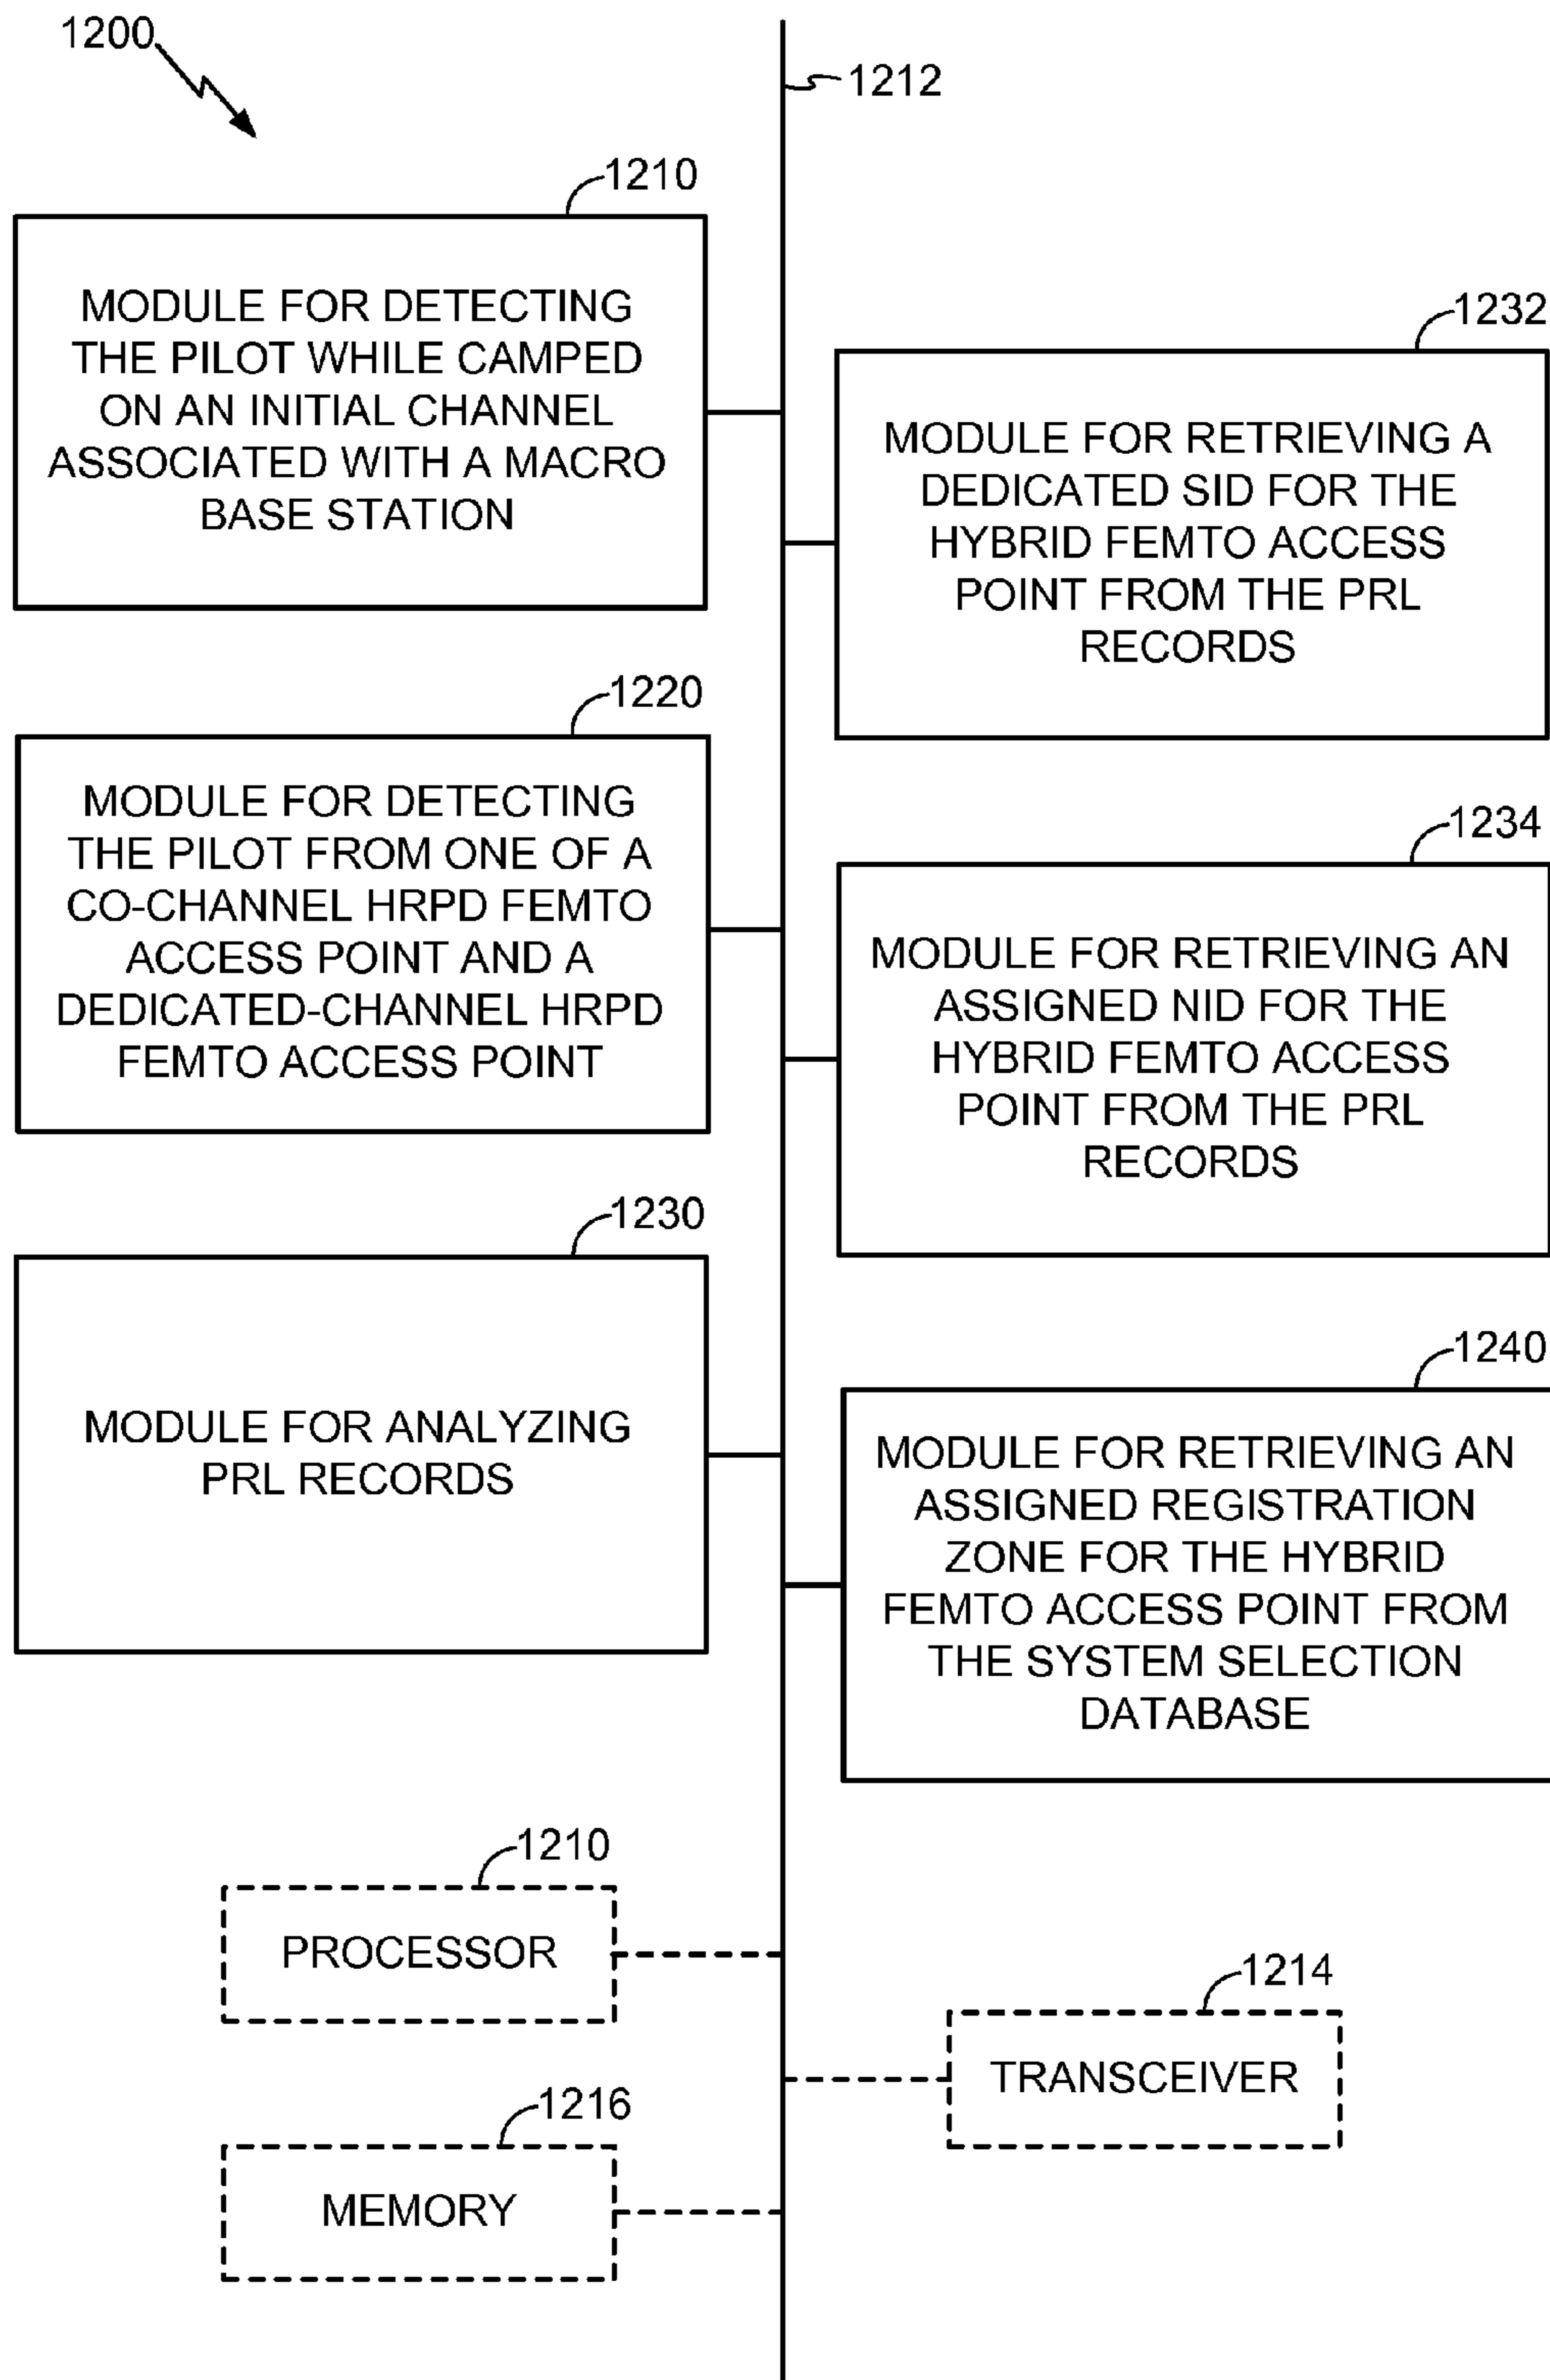 1200
1212
1210
MODULE FOR DETECTING
THE PILOT WHILE CAMPED
ON AN INITIAL CHANNEL
ASSOCIATED WITH A MACRO
BASE STATION
1232
MODULE FOR RETRIEVING A
DEDICATED SID FOR THE
HYBRID FEMTO ACCESS
POINT FROM THE PRL
RECORDS
1220
MODULE FOR DETECTING
THE PILOT FROM ONE OF A
CO-CHANNEL HRPD FEMTO
ACCESS POINT AND A
DEDICATED-CHANNEL HRPD
FEMTO ACCESS POINT
1234
MODULE FOR RETRIEVING AN
ASSIGNED NID FOR THE
HYBRID FEMTO ACCESS
POINT FROM THE PRL
RECORDS
1230
MODULE FOR ANALYZING
PRL RECORDS
1240
MODULE FOR RETRIEVING AN
ASSIGNED REGISTRATION
ZONE FOR THE HYBRID
FEMTO ACCESS POINT FROM
THE SYSTEM SELECTION
DATABASE
1210
PROCESSOR
1214
TRANSCEIVER
1216
MEMORY